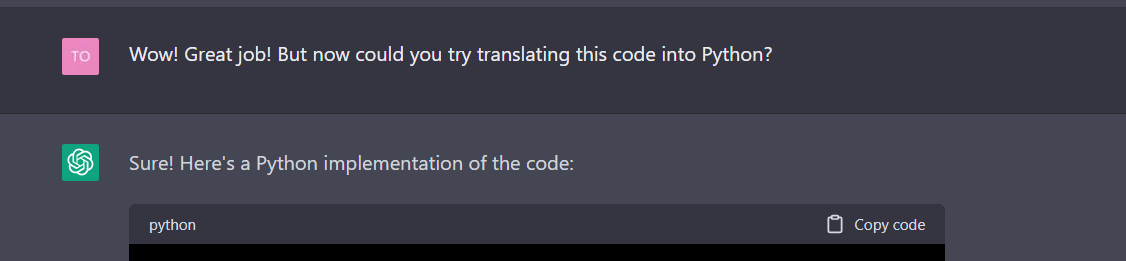 TO
Wow! Great job! But now could you try translating this code into Python?
Sure! Here's a Python implementation of the code:
python
Copy code